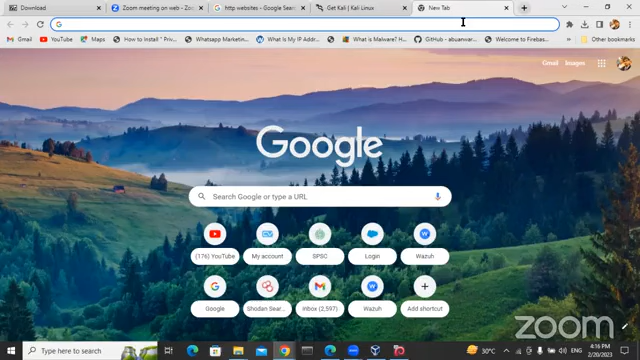 Download
Zoom meeting on web - Zoom
http websites - Google Sear
Get Kali | Kali Linux
New Tab
G
Gmail
YouTube
Maps
How to install "Priv...
Whatsapp Marketing...
What Is My IP Addr...
What is Malware? H...
GitHub - abuanwar...
Welcome to Firebas...
»
Other bookmarks
Gmail Images
Google
Search Google or type a URL
(176) YouTube
My account
SPSC
Login
Wazuh
Google
Shodan Sear...
Inbox (2,597)
Wazuh
Add shortcut
zoom
Type here to search
30°C
ENG
4:16 PM
2/20/2023